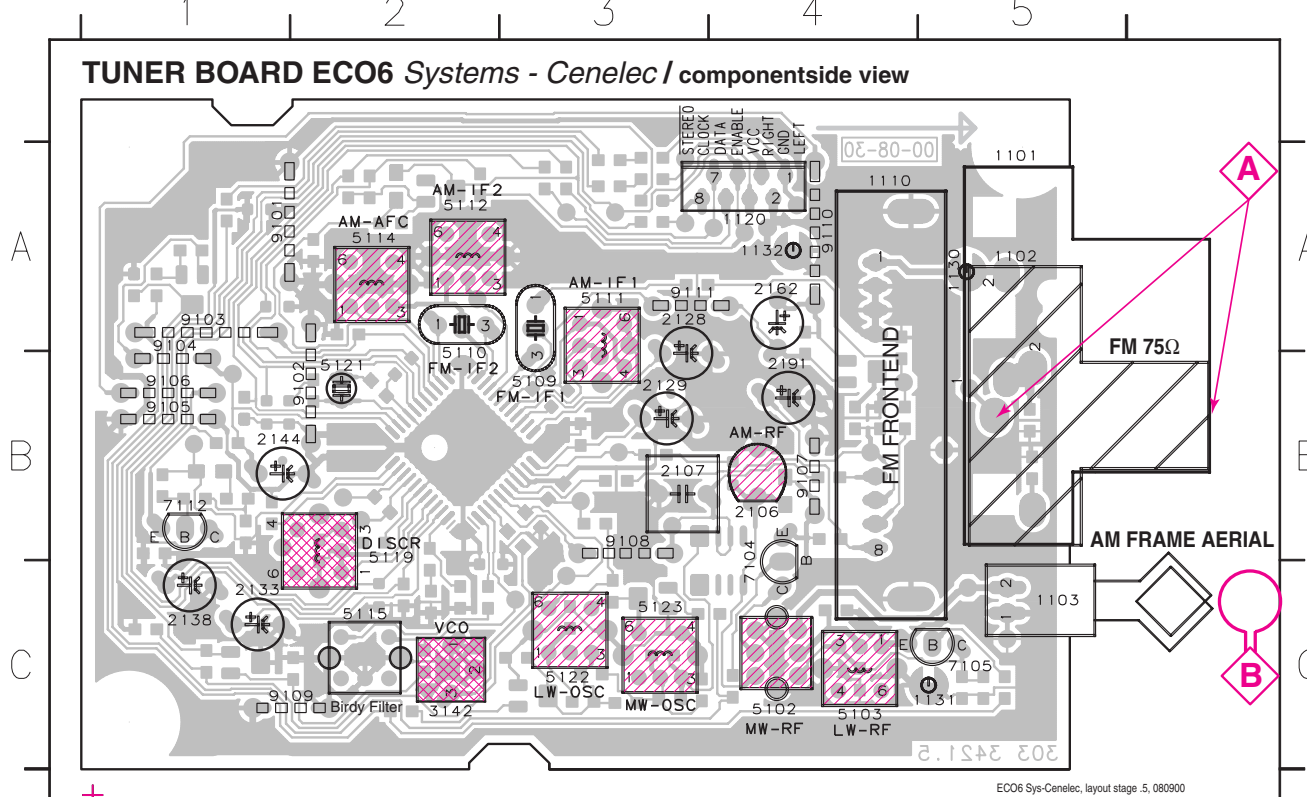 1 2 3 4 5
TUNER BOARD ECO6 Systems - Cenelec / componentside view
STEREO
CLOCK
DATA
ENABLE
VCC
RIGHT
GND
LEFT
00-08-30
7 1
8 2
1120
1101
1110
A
A
AM-IF2
5112
6 4
1 3
AM-AFC
5114
6 4
1 3
9101
1132
9110
1
1130
1102
2
AM-IF1
5111
1 6
3 4
9111
2162
2128
9103
9104
9106
9105
9102
5121
1 3
5110
FM-IF2
1
3
5109
FM-IF1
2129
2191
FM FRONTEND
FM 75Ω
2
1
B
2144
AM-RF
2107
2106
9107
7112
E B C
4 3
DISCR
5119
6 1
9108
7104
E
B
C
8
AM FRAME AERIAL
2138
2133
5115
VCO
1
2
3
3142
6 4
1 3
5122
LW-OSC
5123
6 4
1 3
MW-OSC
5102
MW-RF
3 1
4 6
5103
LW-RF
E B C
7105
1131
2
1
1103
C
B
9109
Birdy Filter
303 3421.5
ECO6 Sys-Cenelec, layout stage .5, 080900